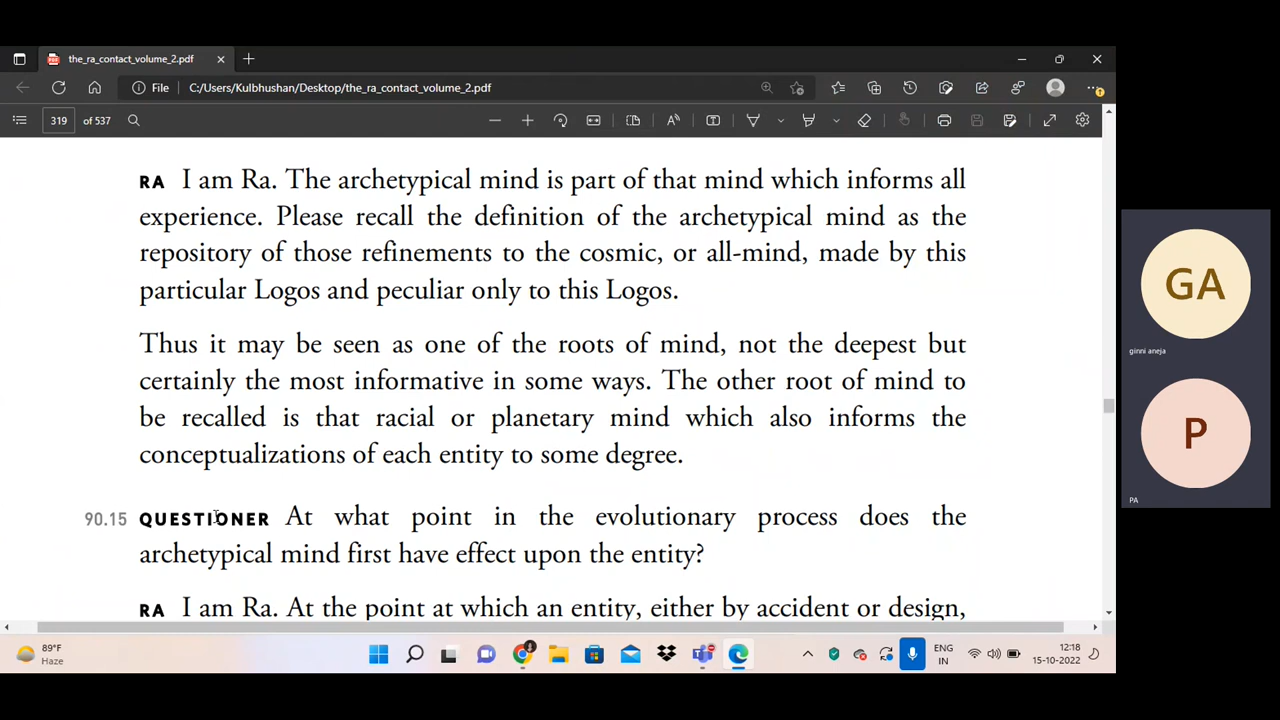 the_ra_contact_volume_2.pdf
File C:/Users/Kulbhushan/Desktop/the_ra_contact_volume_2.pdf
319 of 537
RA I am Ra. The archetypical mind is part of that mind which informs all
experience. Please recall the definition of the archetypical mind as the
repository of those refinements to the cosmic, or all-mind, made by this
particular Logos and peculiar only to this Logos.
Thus it may be seen as one of the roots of mind, not the deepest but
certainly the most informative in some ways. The other root of mind to
be recalled is that racial or planetary mind which also informs the
conceptualizations of each entity to some degree.
90.15 QUESTIONER At what point in the evolutionary process does the
archetypical mind first have effect upon the entity?
RA I am Ra. At the point at which an entity, either by accident or design,
GA
ginni aneja
P
PA
89°F
Haze
ENG
IN
12:18
15-10-2022